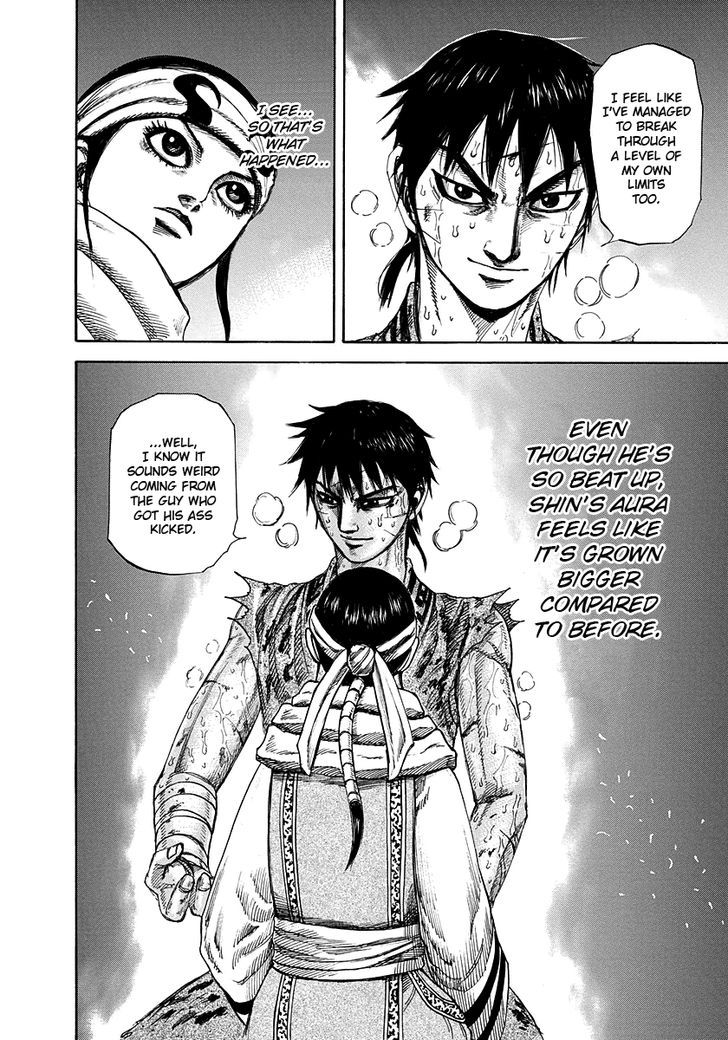 I FEEL LIKE
I'VE MANAGED
TO BREAK
THROUGH
A LEVEL OF
MY OWN
LIMITS
TOO.
I SEE...
SO THAT'S
WHAT
HAPPENED...
EVEN
THOUGH HE'S
SO BEAT UP,
SHIN'S AURA
FEELS LIKE
IT'S GROWN
BIGGER
COMPARED
TO BEFORE.
...WELL,
I KNOW IT
SOUNDS WEIRD
COMING FROM
THE GUY WHO
GOT HIS ASS
KICKED.